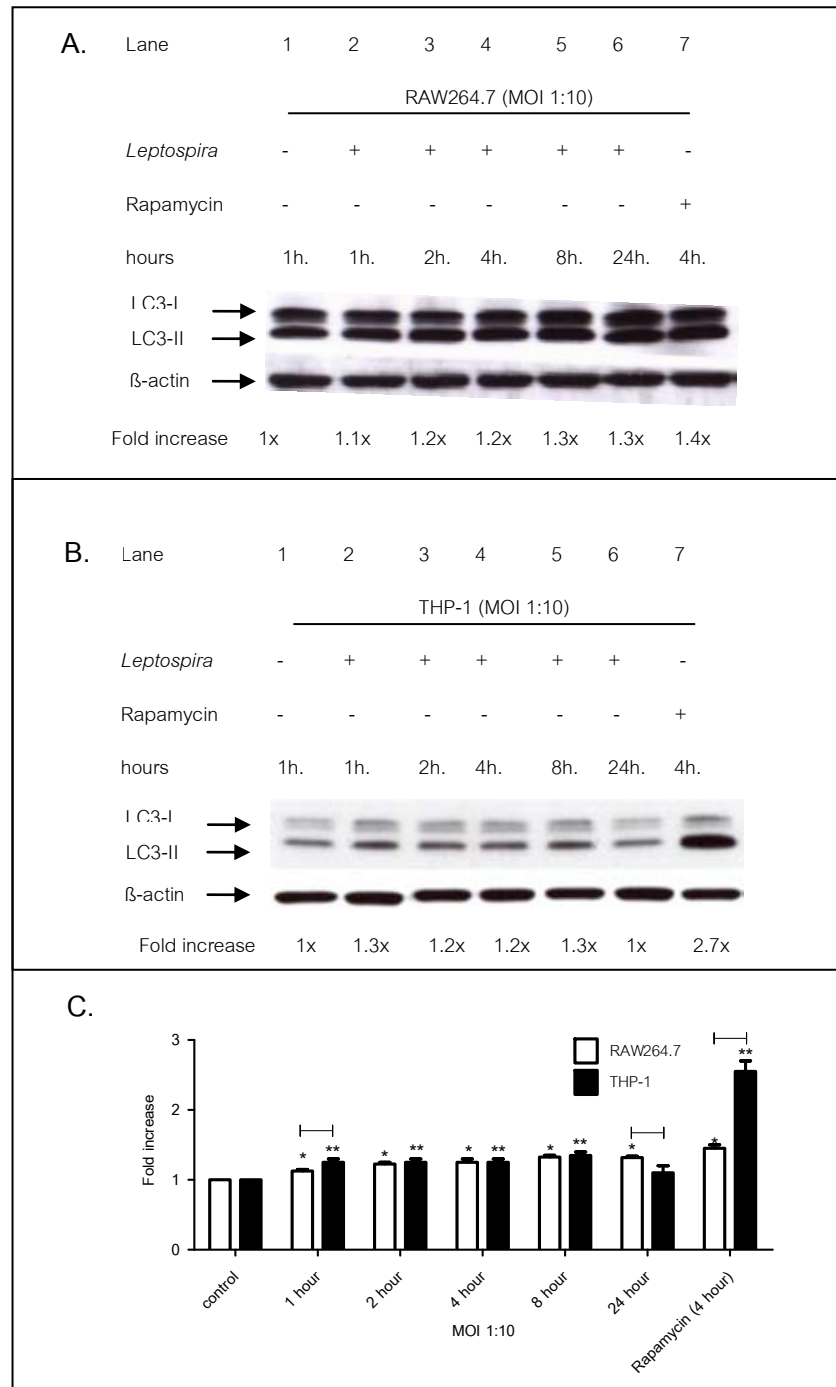 A. Lane 1 2 3 4 5 6 7
RAW264.7 (MOI 1:10)
Leptospira - + + + + + -
Rapamycin - - - - - - +
hours 1h. 1h. 2h. 4h. 8h. 24h. 4h.
LC3-I
LC3-II
ß-actin
Fold increase 1x 1.1x 1.2x 1.2x 1.3x 1.3x 1.4x
B. Lane 1 2 3 4 5 6 7
THP-1 (MOI 1:10)
Leptospira - + + + + + -
Rapamycin - - - - - - +
hours 1h. 1h. 2h. 4h. 8h. 24h. 4h.
LC3-I
LC3-II
ß-actin
Fold increase 1x 1.3x 1.2x 1.2x 1.3x 1x 2.7x
C.
3
2
1
0
Fold increase
RAW264.7
THP-1
* ** * ** * ** * ** * * **
control 1 hour 2 hour 4 hour 8 hour 24 hour Rapamycin (4 hour)
MOI 1:10